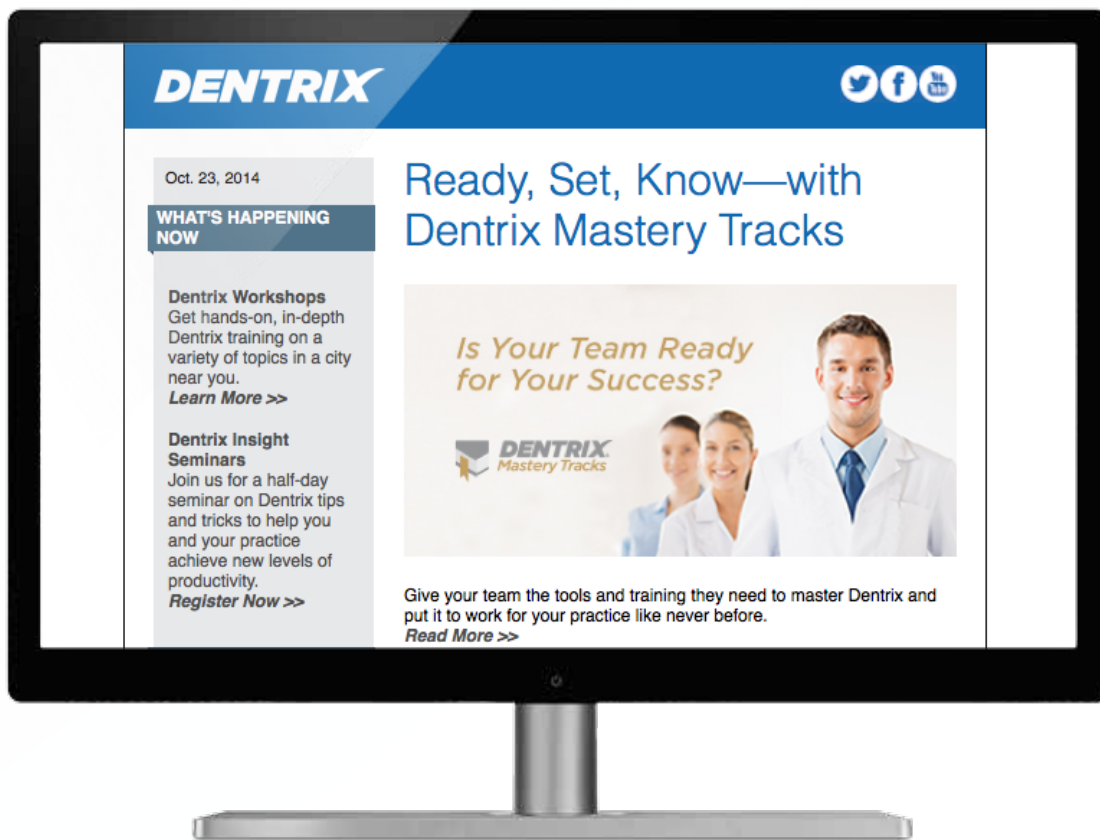 DENTRIX
You
Tube
Oct. 23, 2014
WHAT'S HAPPENING
NOW
Dentrix Workshops
Get hands-on, in-depth
Dentrix training on a
variety of topics in a city
near you.
Learn More >>
Dentrix Insight
Seminars
Join us for a half-day
seminar on Dentrix tips
and tricks to help you
and your practice
achieve new levels of
productivity.
Register Now >>
Ready, Set, Know—with
Dentrix Mastery Tracks
Is Your Team Ready
for Your Success?
DENTRIX
Mastery Tracks
Give your team the tools and training they need to master Dentrix and
put it to work for your practice like never before.
Read More >>